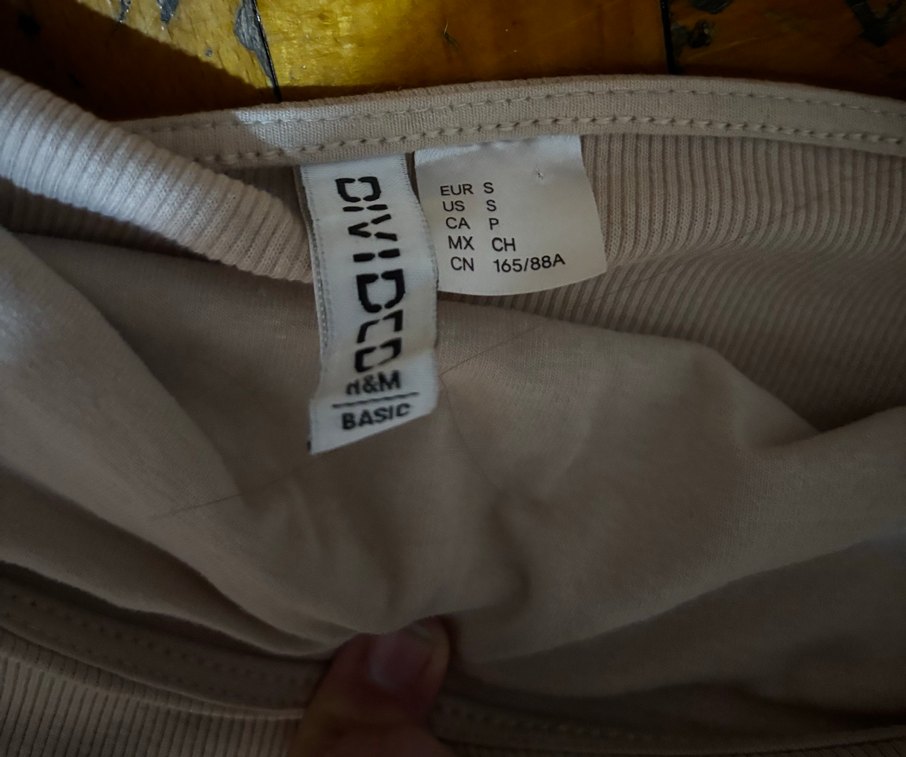 DIVIDED
H&M
BASIC
EUR S
US S
CA P
MX CH
CN 165/88A